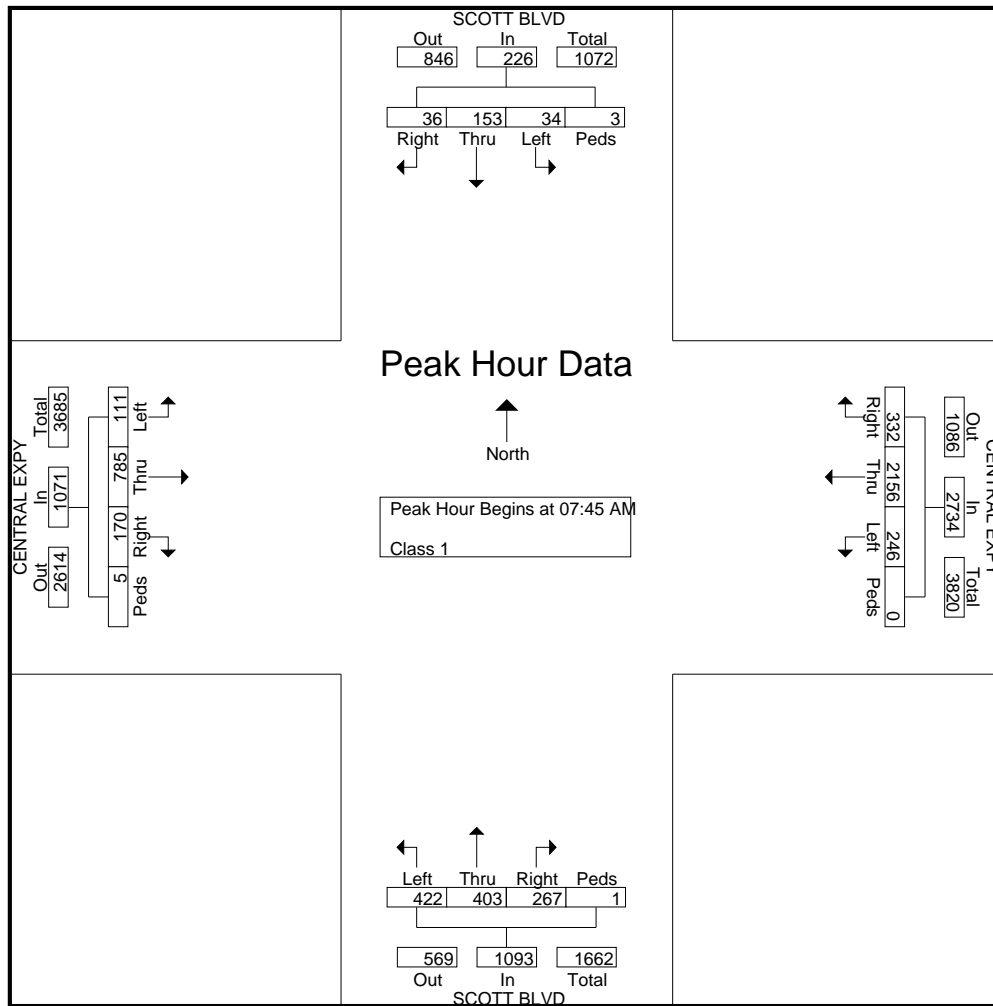 SCOTT BLVD
Out In Total
846 226 1072
36 153 34 3
Right Thru Left Peds
Peak Hour Data
North
Peak Hour Begins at 07:45 AM
Class 1
CENTRAL EXPY
Out In Total
2614 1071 3685
5 170 785 111
Peds Right Thru Left
CENTRAL EXPY
Out In Total
1086 2734 3820
332 2156 246 0
Right Thru Left Peds
Left Thru Right Peds
422 403 267 1
569 1093 1662
Out In Total
SCOTT BLVD